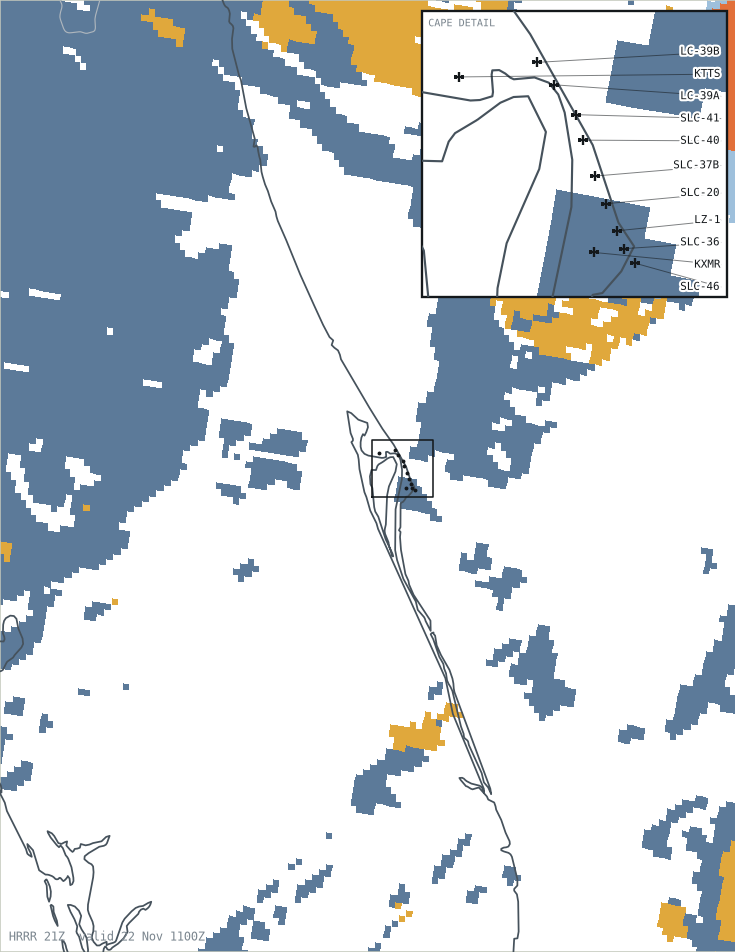 CAPE DETAIL
LC-39B
KTTS
LC-39A
SLC-41
SLC-40
SLC-37B
SLC-20
LZ-1
SLC-36
KXMR
SLC-46
HRRR 21Z valid 22 Nov 1100Z